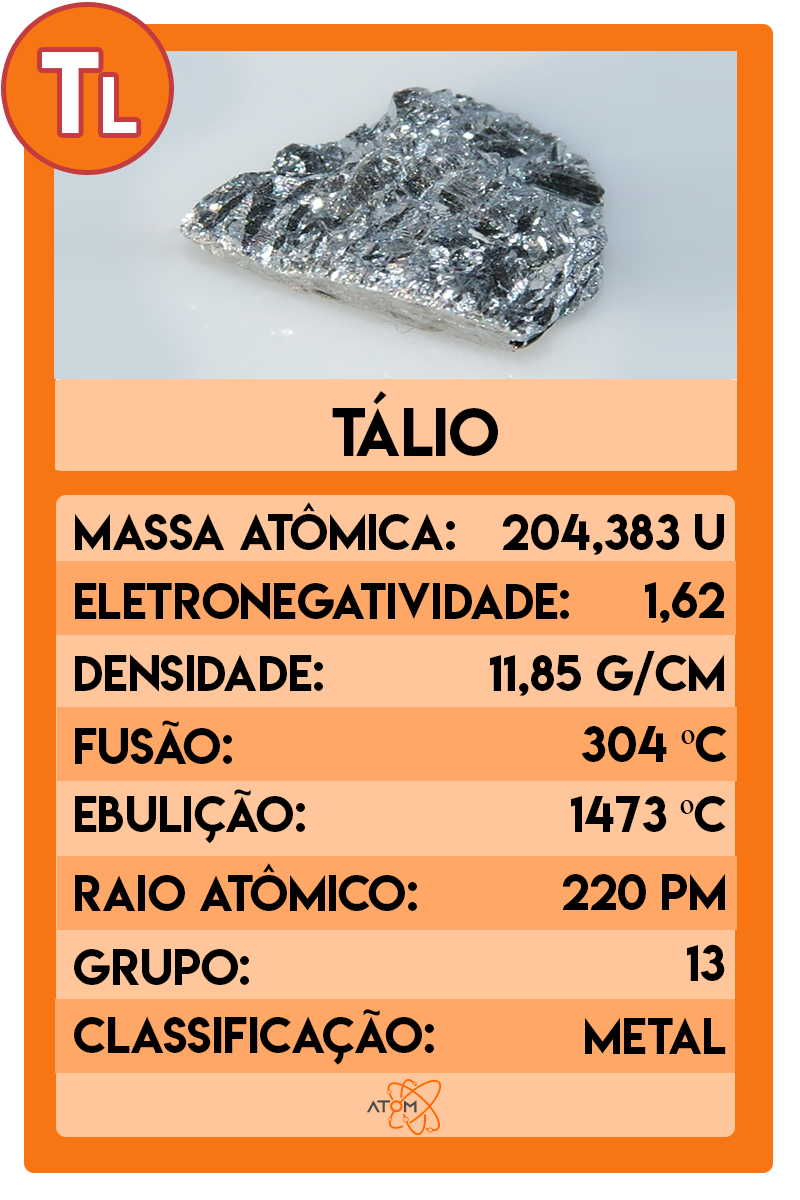 TL
TÁLIO
MASSA ATÔMICA: 204,383 U
ELETRONEGATIVIDADE: 1,62
DENSIDADE: 11,85 G/CM
FUSÃO: 304 ºC
EBULIÇÃO: 1473 ºC
RAIO ATÔMICO: 220 PM
GRUPO: 13
CLASSIFICAÇÃO: METAL
ATOM